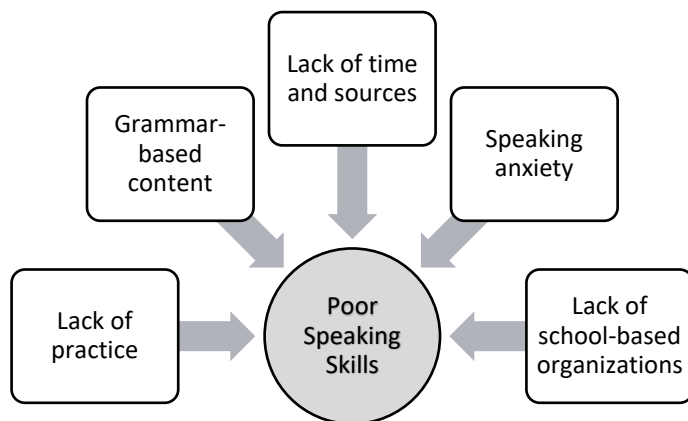 Lack of time
and sources
Grammar-
based
content
Speaking
anxiety
Lack of
practice
Poor
Speaking
Skills
Lack of
school-based
organizations